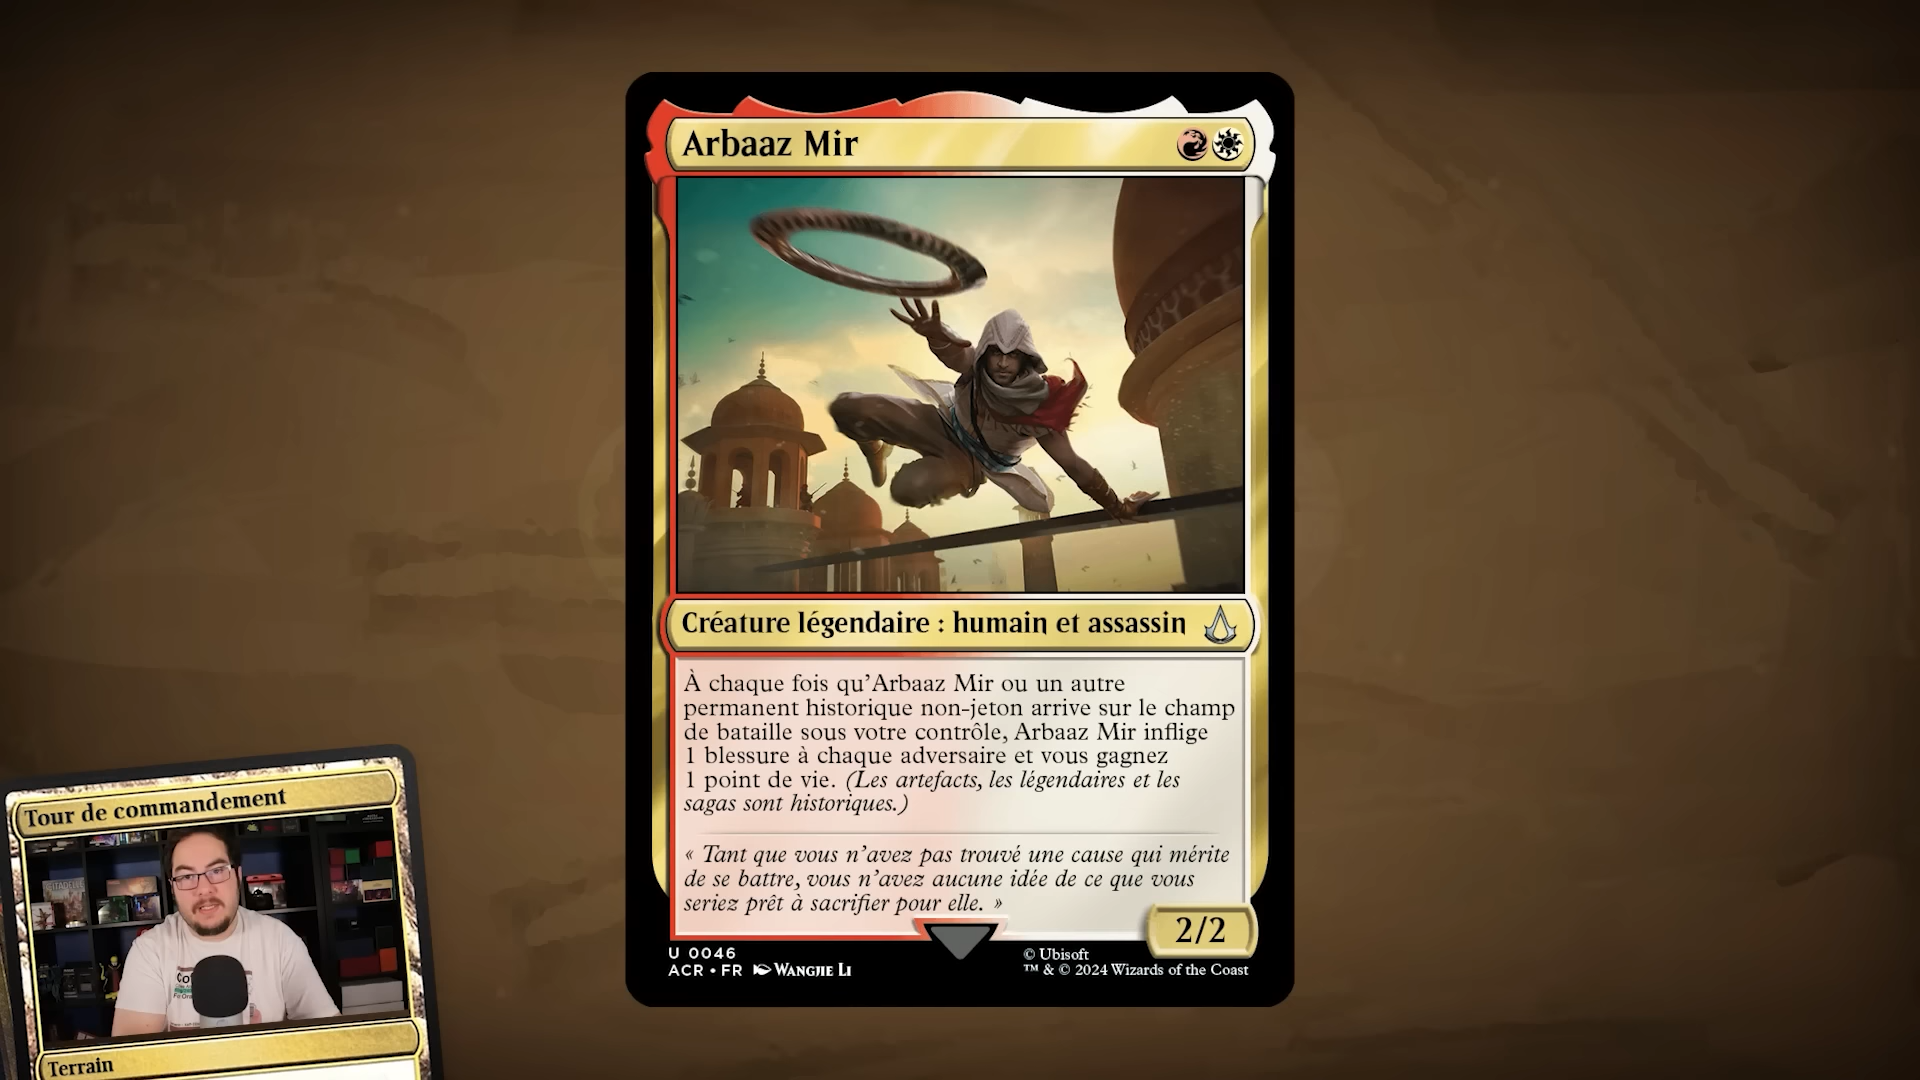 Arbaaz Mir
Créature légendaire : humain et assassin
À chaque fois qu'Arbaaz Mir ou un autre
permanent historique non-jeton arrive sur le champ
de bataille sous votre contrôle, Arbaaz Mir inflige
1 blessure à chaque adversaire et vous gagnez
1 point de vie. (Les artefacts, les légendaires et les
sagas sont historiques.)
« Tant que vous n'avez pas trouvé une cause qui mérite
de se battre, vous n'avez aucune idée de ce que vous
seriez prêt à sacrifier pour elle. »
2/2
U 0046
ACR • FR Wangjie Li
© Ubisoft
™ & © 2024 Wizards of the Coast
Tour de commandement
CITADELLES
Terrain